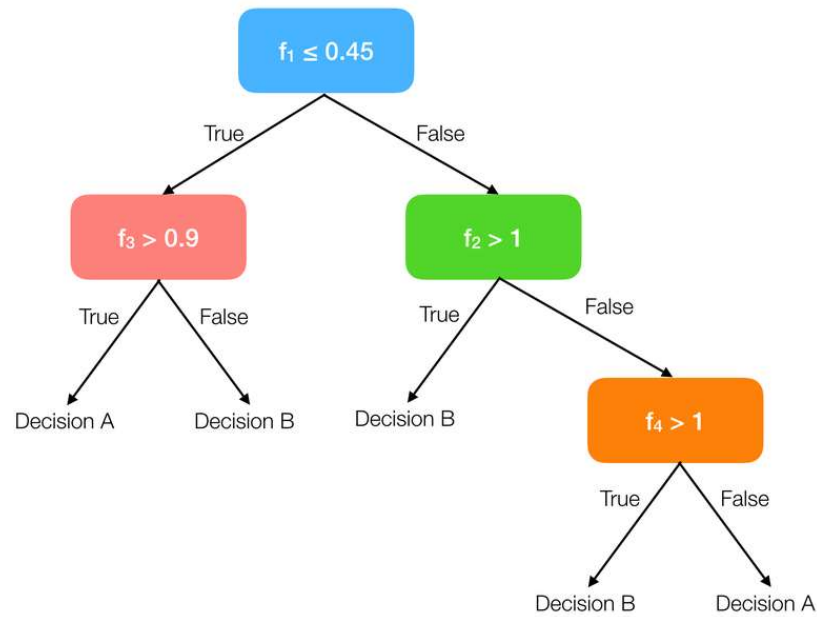 f₁ ≤ 0.45
True
False
f₃ > 0.9
f₂ > 1
True
False
True
False
Decision A
Decision B
Decision B
f₄ > 1
True
False
Decision B
Decision A